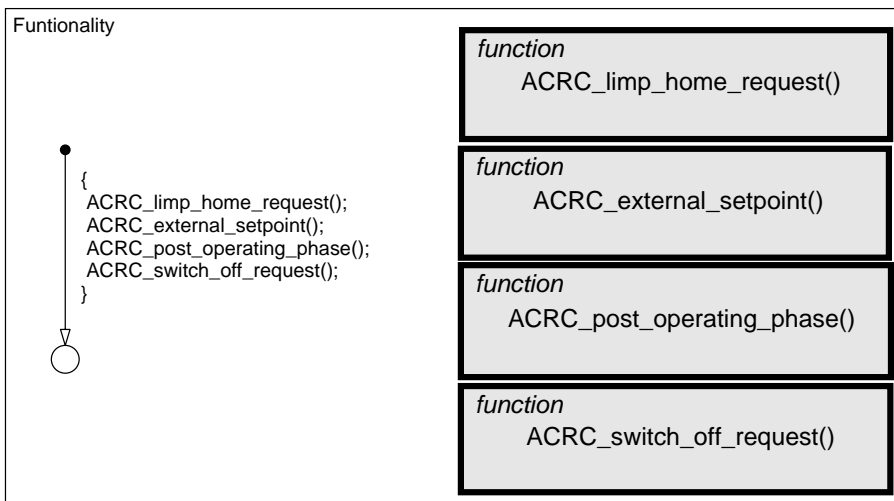 Funtionality
{
ACRC_limp_home_request();
ACRC_external_setpoint();
ACRC_post_operating_phase();
ACRC_switch_off_request();
}
function
ACRC_limp_home_request()
function
ACRC_external_setpoint()
function
ACRC_post_operating_phase()
function
ACRC_switch_off_request()